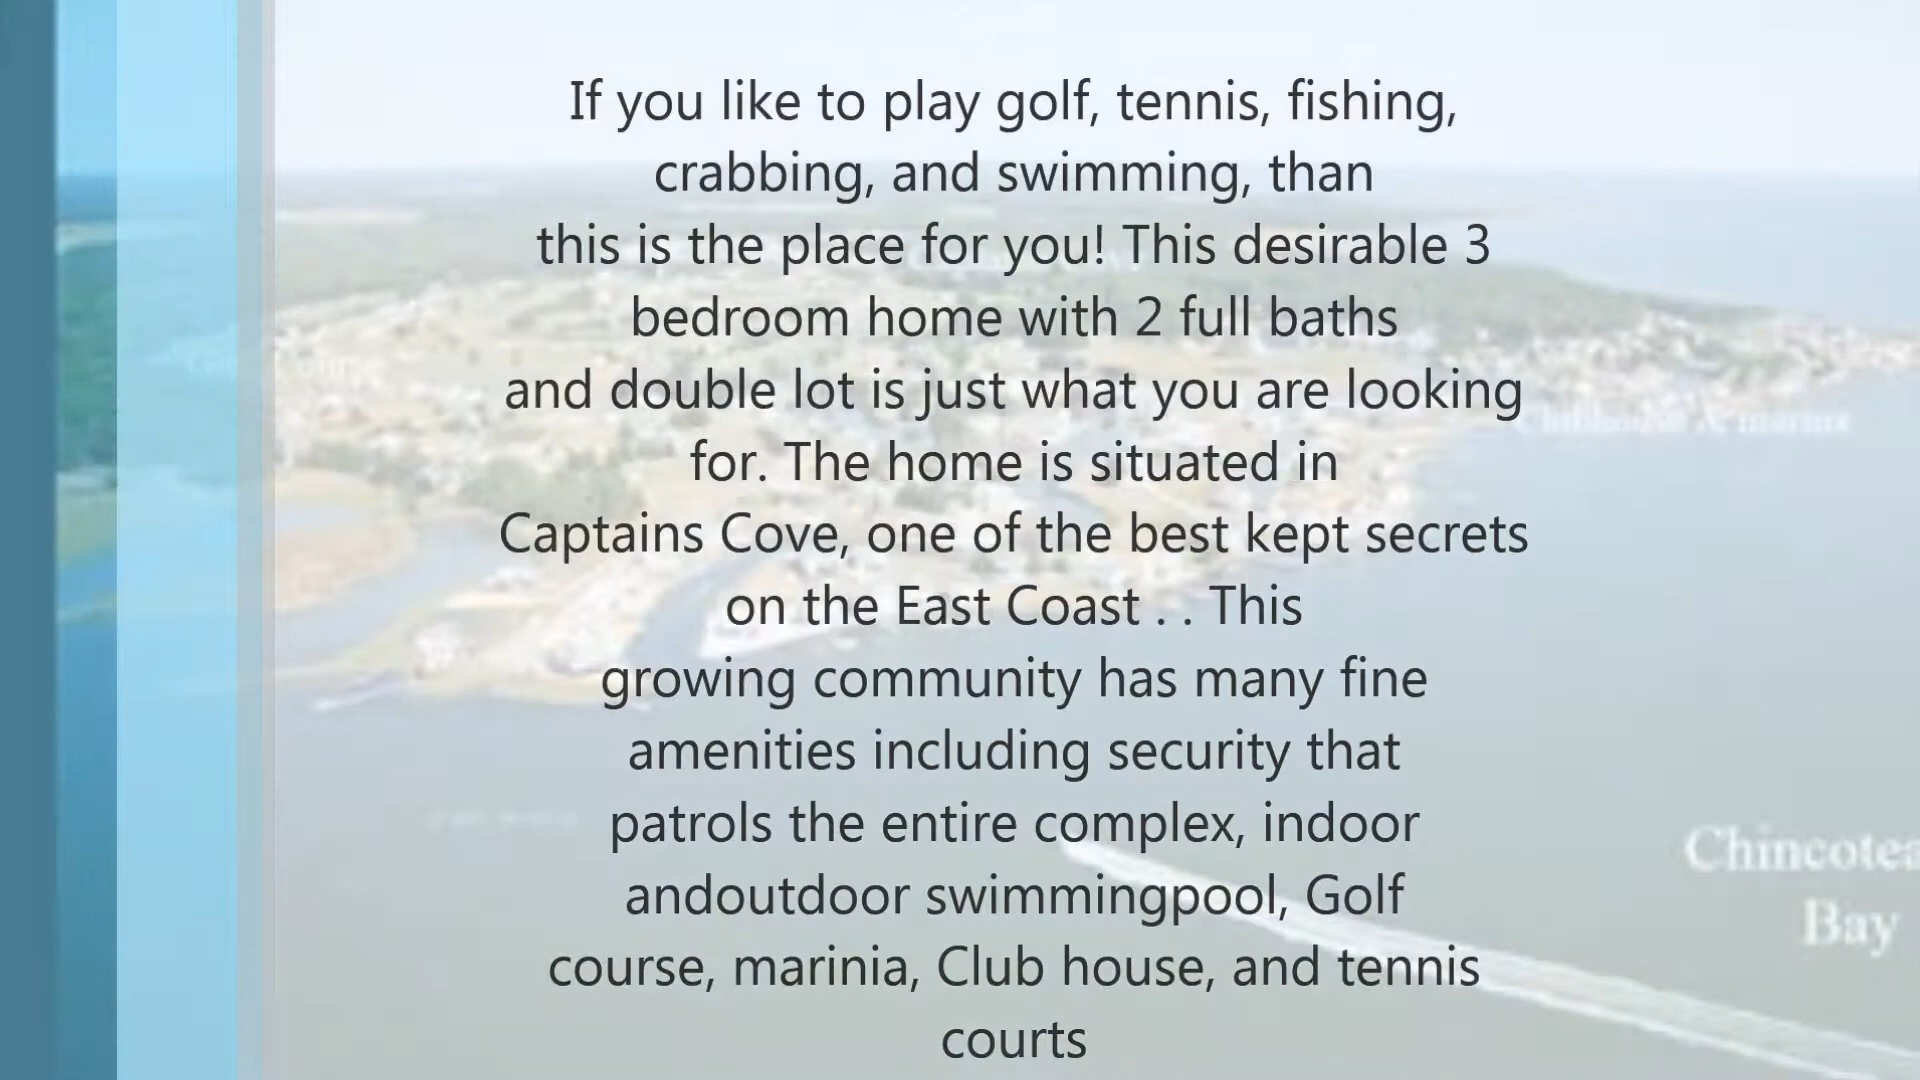 If you like to play golf, tennis, fishing,
crabbing, and swimming, than
this is the place for you! This desirable 3
bedroom home with 2 full baths
and double lot is just what you are looking
for. The home is situated in
Captains Cove, one of the best kept secrets
on the East Coast . . This
growing community has many fine
amenities including security that
patrols the entire complex, indoor
andoutdoor swimmingpool, Golf
course, marinia, Club house, and tennis
courts
Clubhouse & marina
Bay